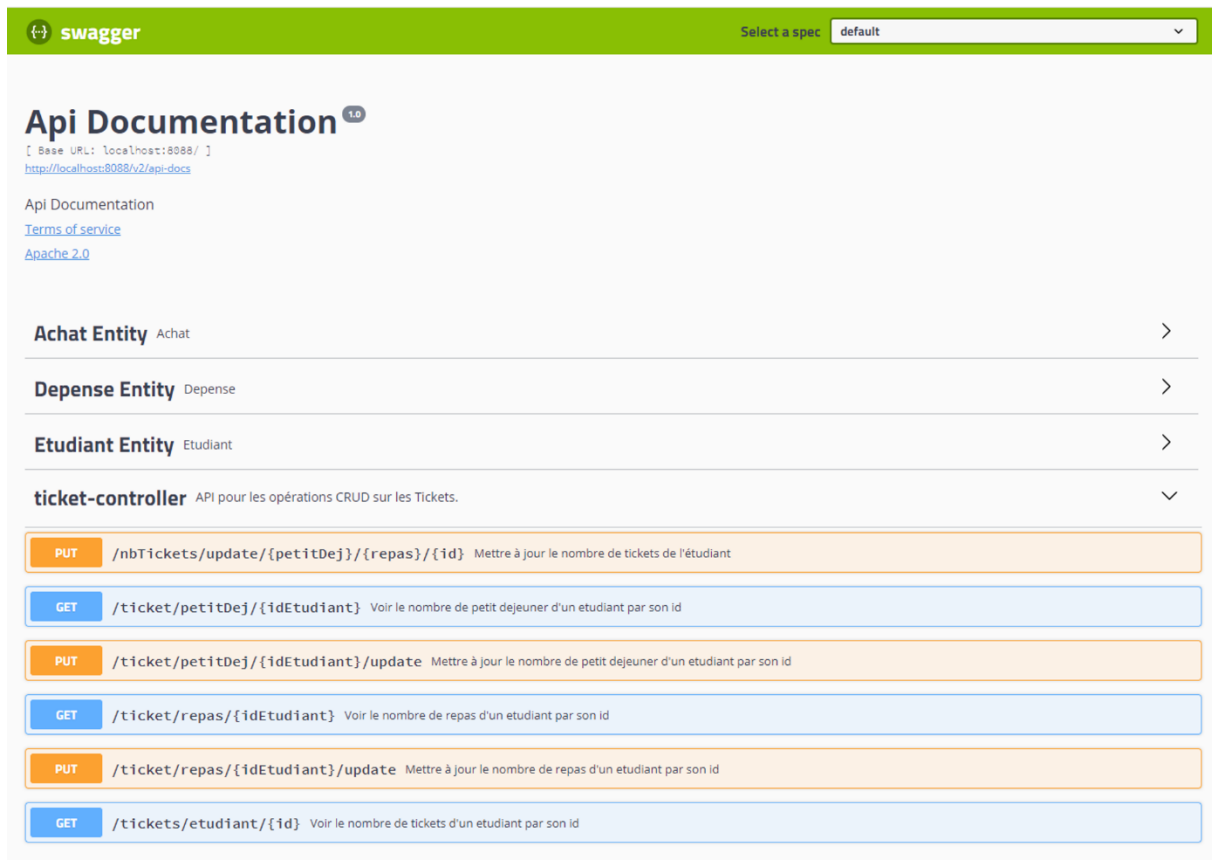 swagger Select a spec default
Api Documentation 1.0
[ Base URL: localhost:8088/ ]
http://localhost:8088/v2/api-docs
Api Documentation
Terms of service
Apache 2.0
Achat Entity Achat
Depense Entity Depense
Etudiant Entity Etudiant
ticket-controller API pour les opérations CRUD sur les Tickets.
PUT /nbTickets/update/{petitDej}/{repas}/{id} Mettre à jour le nombre de tickets de l'étudiant
GET /ticket/petitDej/{idEtudiant} Voir le nombre de petit dejeuner d'un etudiant par son id
PUT /ticket/petitDej/{idEtudiant}/update Mettre à jour le nombre de petit dejeuner d'un etudiant par son id
GET /ticket/repas/{idEtudiant} Voir le nombre de repas d'un etudiant par son id
PUT /ticket/repas/{idEtudiant}/update Mettre à jour le nombre de repas d'un etudiant par son id
GET /tickets/etudiant/{id} Voir le nombre de tickets d'un etudiant par son id